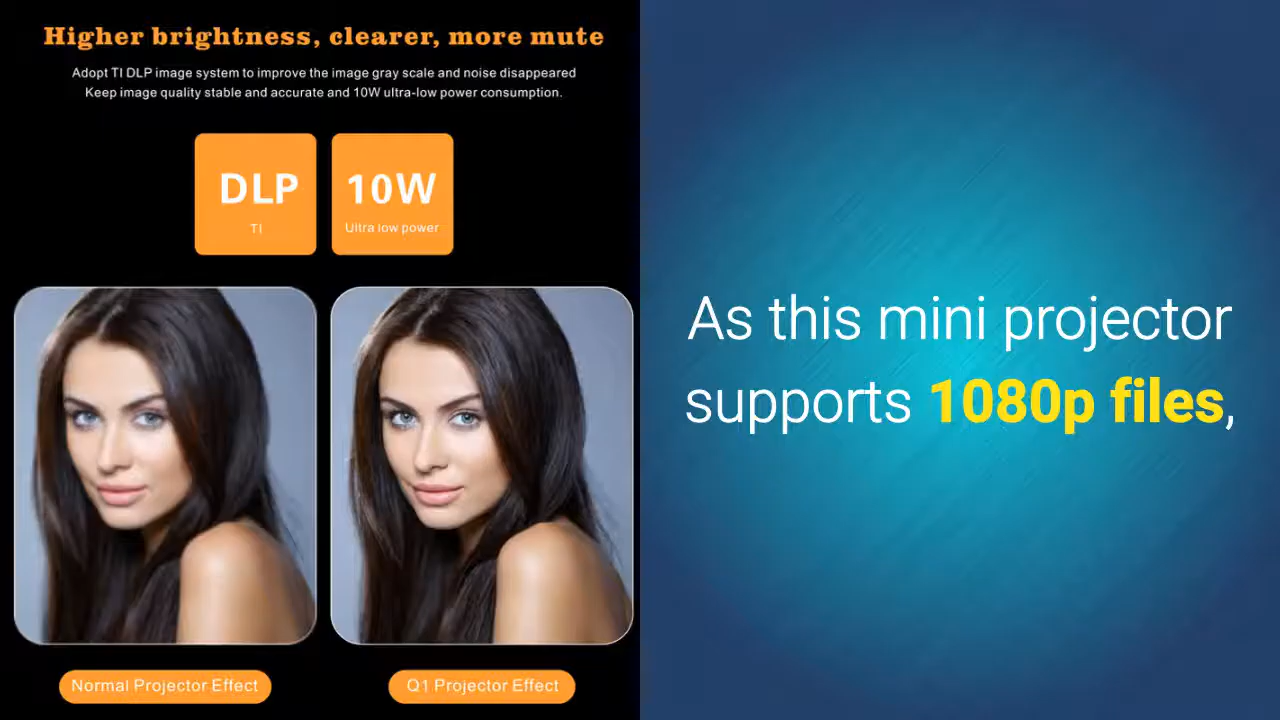 Higher brightness, clearer, more mute
Adopt TI DLP image system to improve the image gray scale and noise disappeared
Keep image quality stable and accurate and 10W ultra-low power consumption.
DLP
TI
10W
Ultra low power
Normal Projector Effect
Q1 Projector Effect
As this mini projector
supports 1080p files,